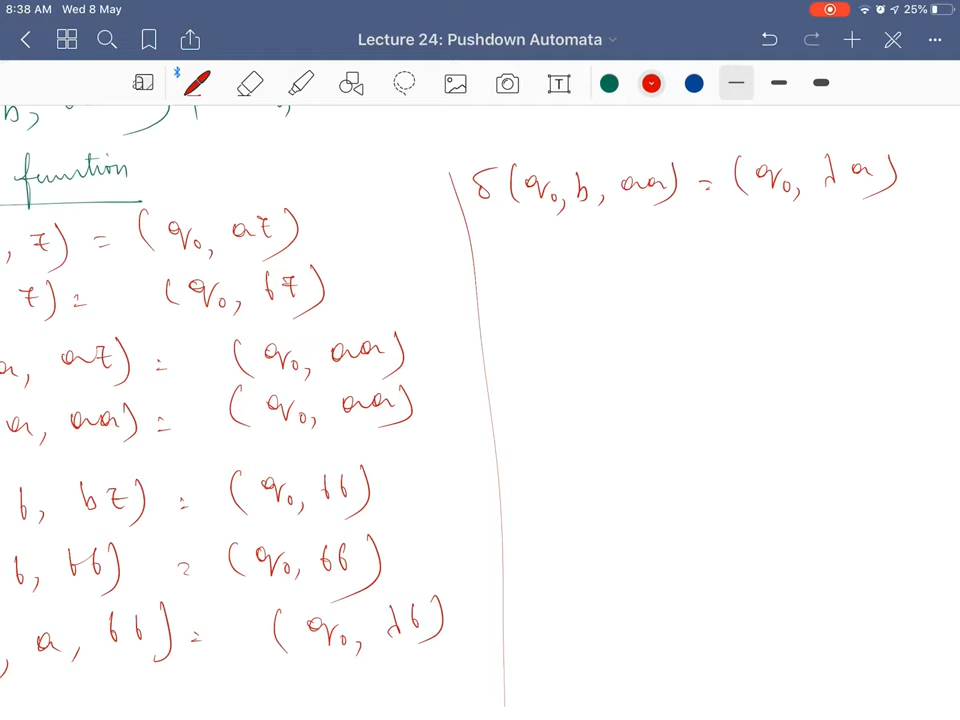 8:38 AM Wed 8 May
25%
Lecture 24: Pushdown Automata
T
b,
function
, z) = (q₀, az)
z) = (q₀, bz)
a, az) = (q₀, aa)
a, aa) = (q₀, aa)
b, bz) = (q₀, bb)
b, bb) = (q₀, bb)
, a, bb) = (q₀, λb)
δ(q₀, b, aa) = (q₀, λa)